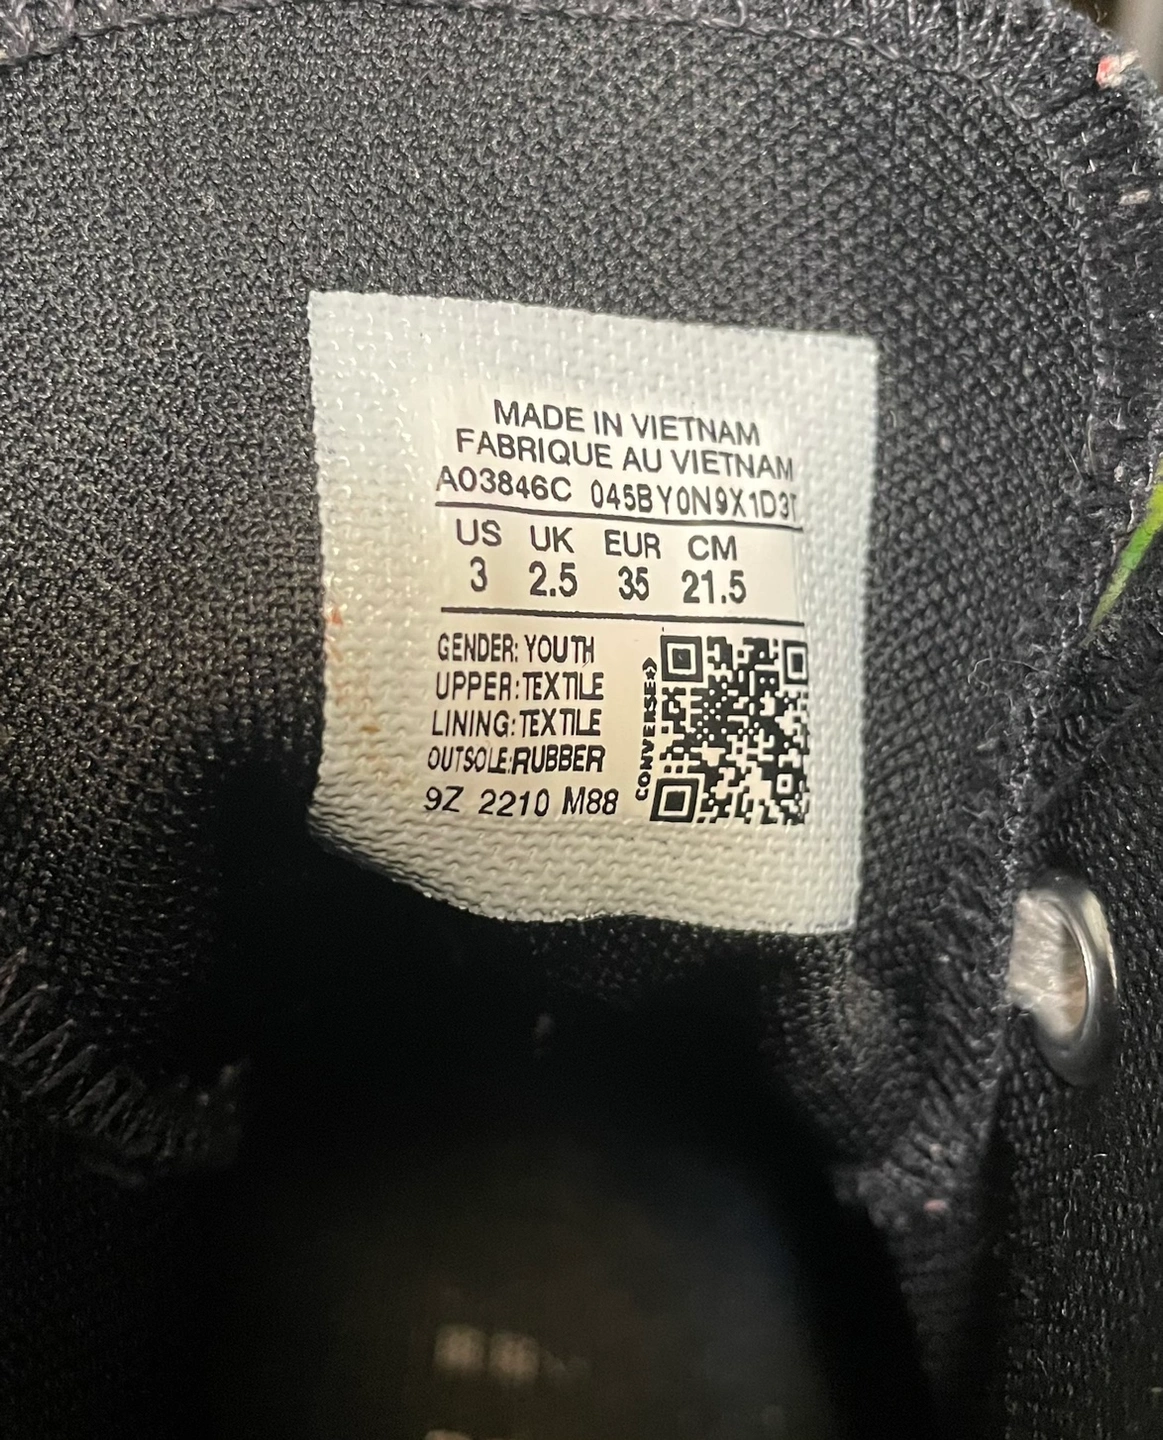 MADE IN VIETNAM
FABRIQUE AU VIETNAM
A03846C 045BY0N9X1D3T
US UK EUR CM
3 2.5 35 21.5
GENDER: YOUTH
UPPER: TEXTILE
LINING: TEXTILE
OUTSOLE: RUBBER
9Z 2210 M88
CONVERSE